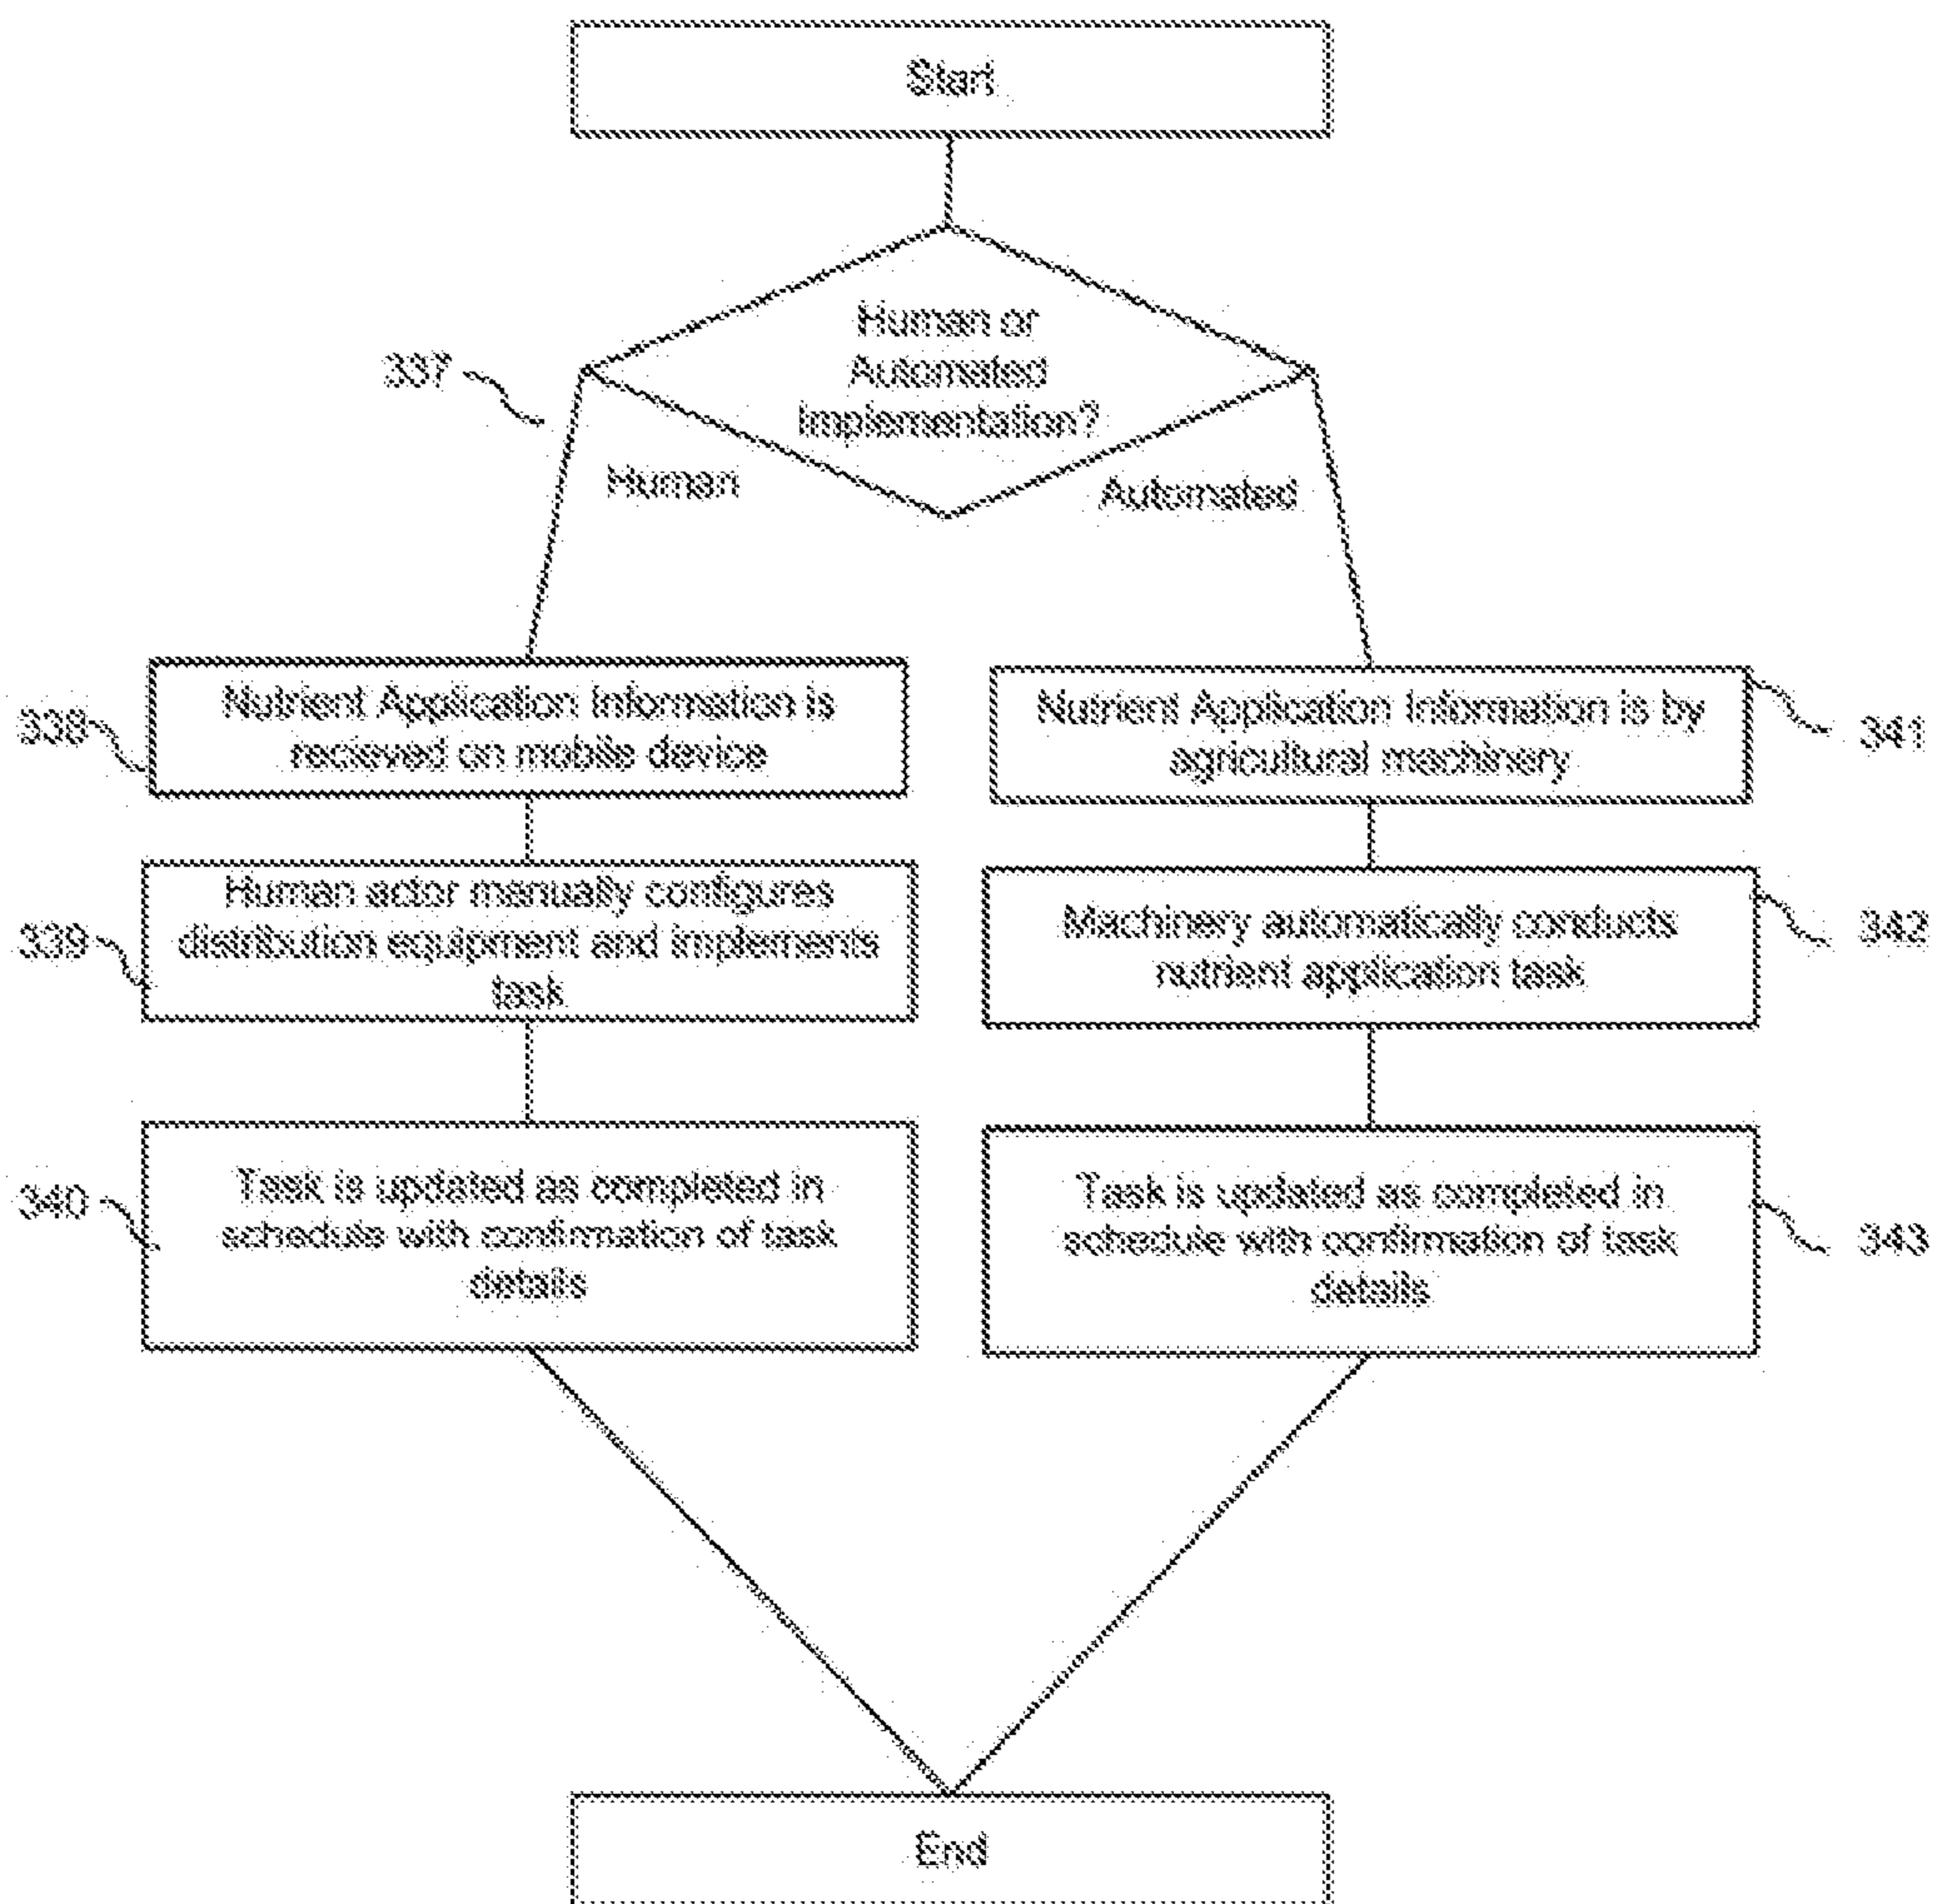 Start
Human or
Automated
Implementation?
337
Human
Automated
Nutrient Application Information is
recieved on mobile device
338
Nutrient Application Information is by
agricultural machinery
341
Human actor manually configures
distribution equipment and implements
task
339
Machinery automatically conducts
nutrient application task
342
Task is updated as completed in
schedule with confirmation of task
details
340
Task is updated as completed in
schedule with confirmation of task
details
343
End